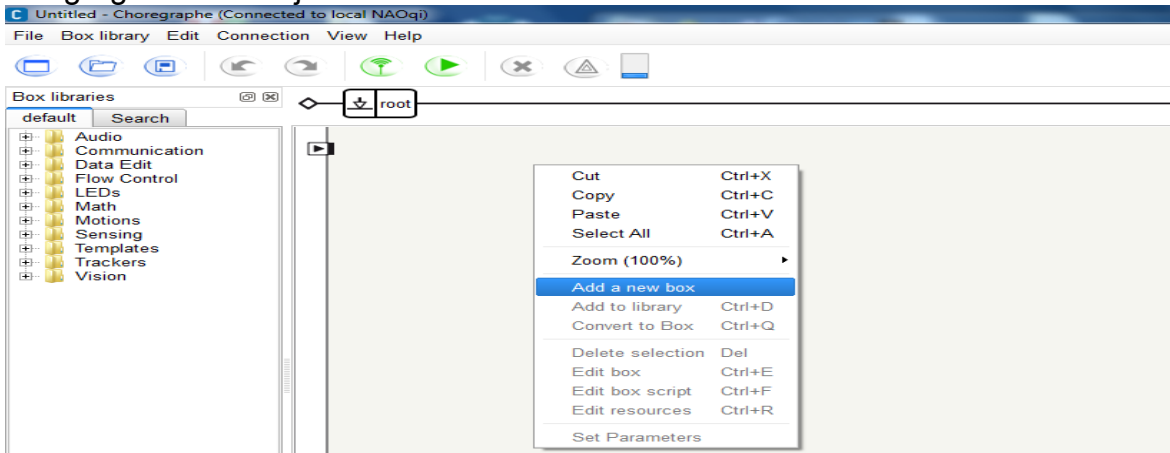 C Untitled - Choregraphe (Connected to local NAOqi)
File Box library Edit Connection View Help
Box libraries
root
default Search
Audio
Communication
Data Edit
Flow Control
LEDs
Math
Motions
Sensing
Templates
Trackers
Vision
Cut Ctrl+X
Copy Ctrl+C
Paste Ctrl+V
Select All Ctrl+A
Zoom (100%)
Add a new box
Add to library Ctrl+D
Convert to Box Ctrl+Q
Delete selection Del
Edit box Ctrl+E
Edit box script Ctrl+F
Edit resources Ctrl+R
Set Parameters